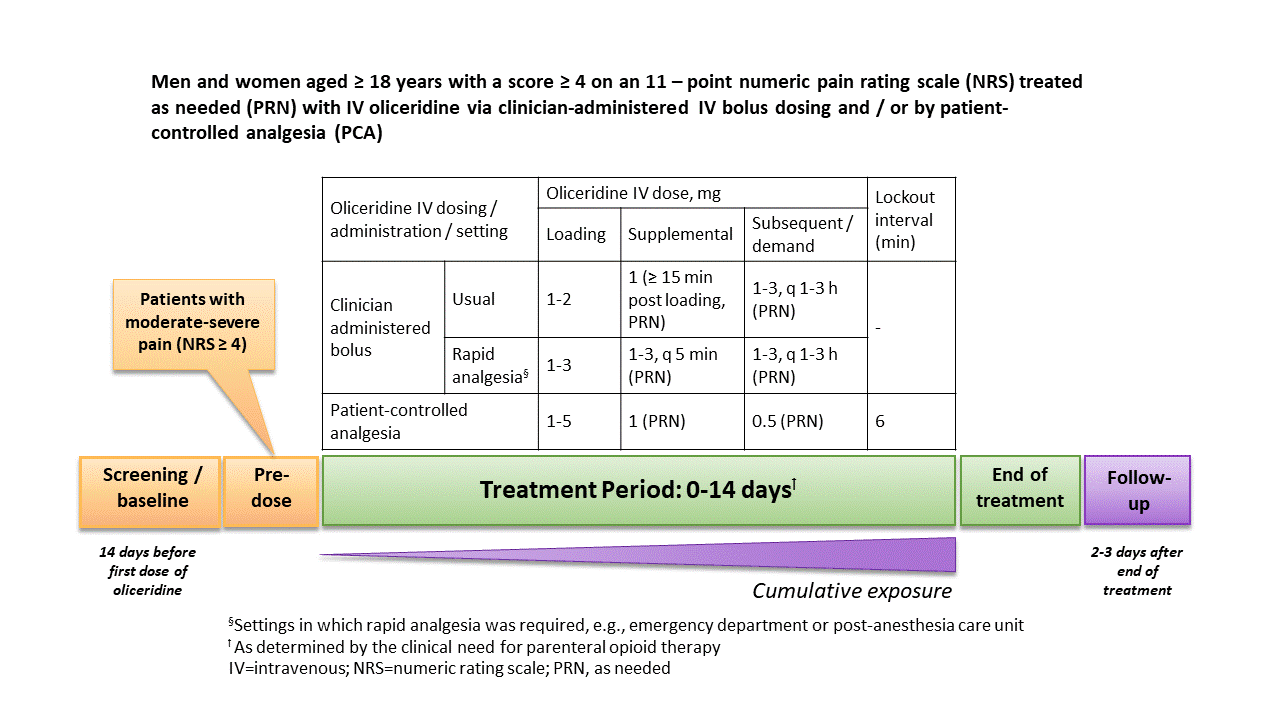 Men and women aged ≥ 18 years with a score ≥ 4 on an 11 – point numeric pain rating scale (NRS) treated
as needed (PRN) with IV oliceridine via clinician-administered IV bolus dosing and / or by patient-
controlled analgesia (PCA)
Oliceridine IV dosing /
administration / setting
Oliceridine IV dose, mg
Lockout
interval
(min)
Loading
Supplemental
Subsequent /
demand
Clinician
administered
bolus
Usual
1-2
1 (≥ 15 min
post loading,
PRN)
1-3, q 1-3 h
(PRN)
-
Rapid
analgesia§
1-3
1-3, q 5 min
(PRN)
1-3, q 1-3 h
(PRN)
Patient-controlled
analgesia
1-5
1 (PRN)
0.5 (PRN)
6
Patients with
moderate-severe
pain (NRS ≥ 4)
Screening /
baseline
Pre-
dose
Treatment Period: 0-14 days†
End of
treatment
Follow-
up
14 days before
first dose of
oliceridine
Cumulative exposure
2-3 days after
end of
treatment
§Settings in which rapid analgesia was required, e.g., emergency department or post-anesthesia care unit
†As determined by the clinical need for parenteral opioid therapy
IV=intravenous; NRS=numeric rating scale; PRN, as needed